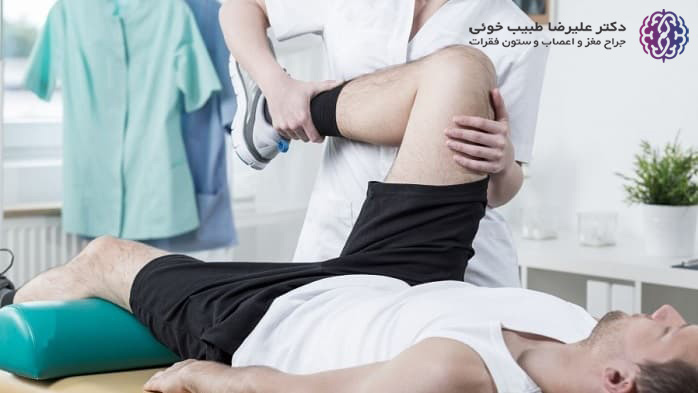 دکتر علیرضا طبیب خوئی
جراح مغز و اعصاب و ستون فقرات